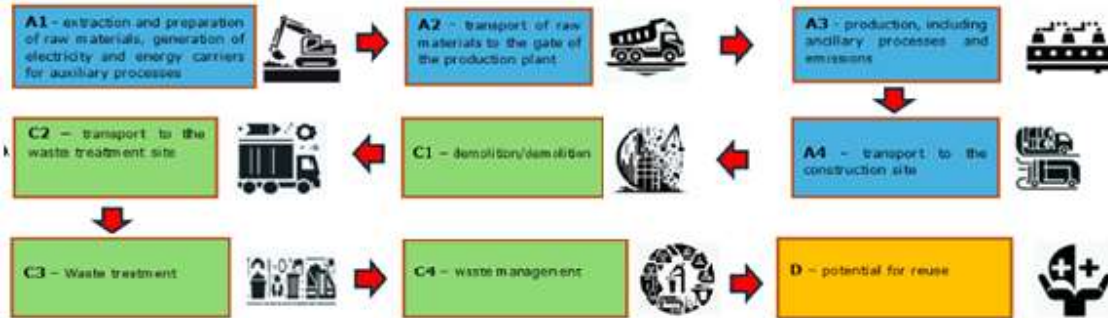 A1 - extraction and preparation
of raw materials, generation of
electricity and energy carriers
for auxiliary processes
A2 - transport of raw
materials to the gate of
the production plant
A3 - production, including
ancillary processes and
emissions
C2 – transport to the
waste treatment site
C1 - demolition/demolition
A4 - transport to the
construction site
C3 – Waste treatment
C4 – waste management
D – potential for reuse